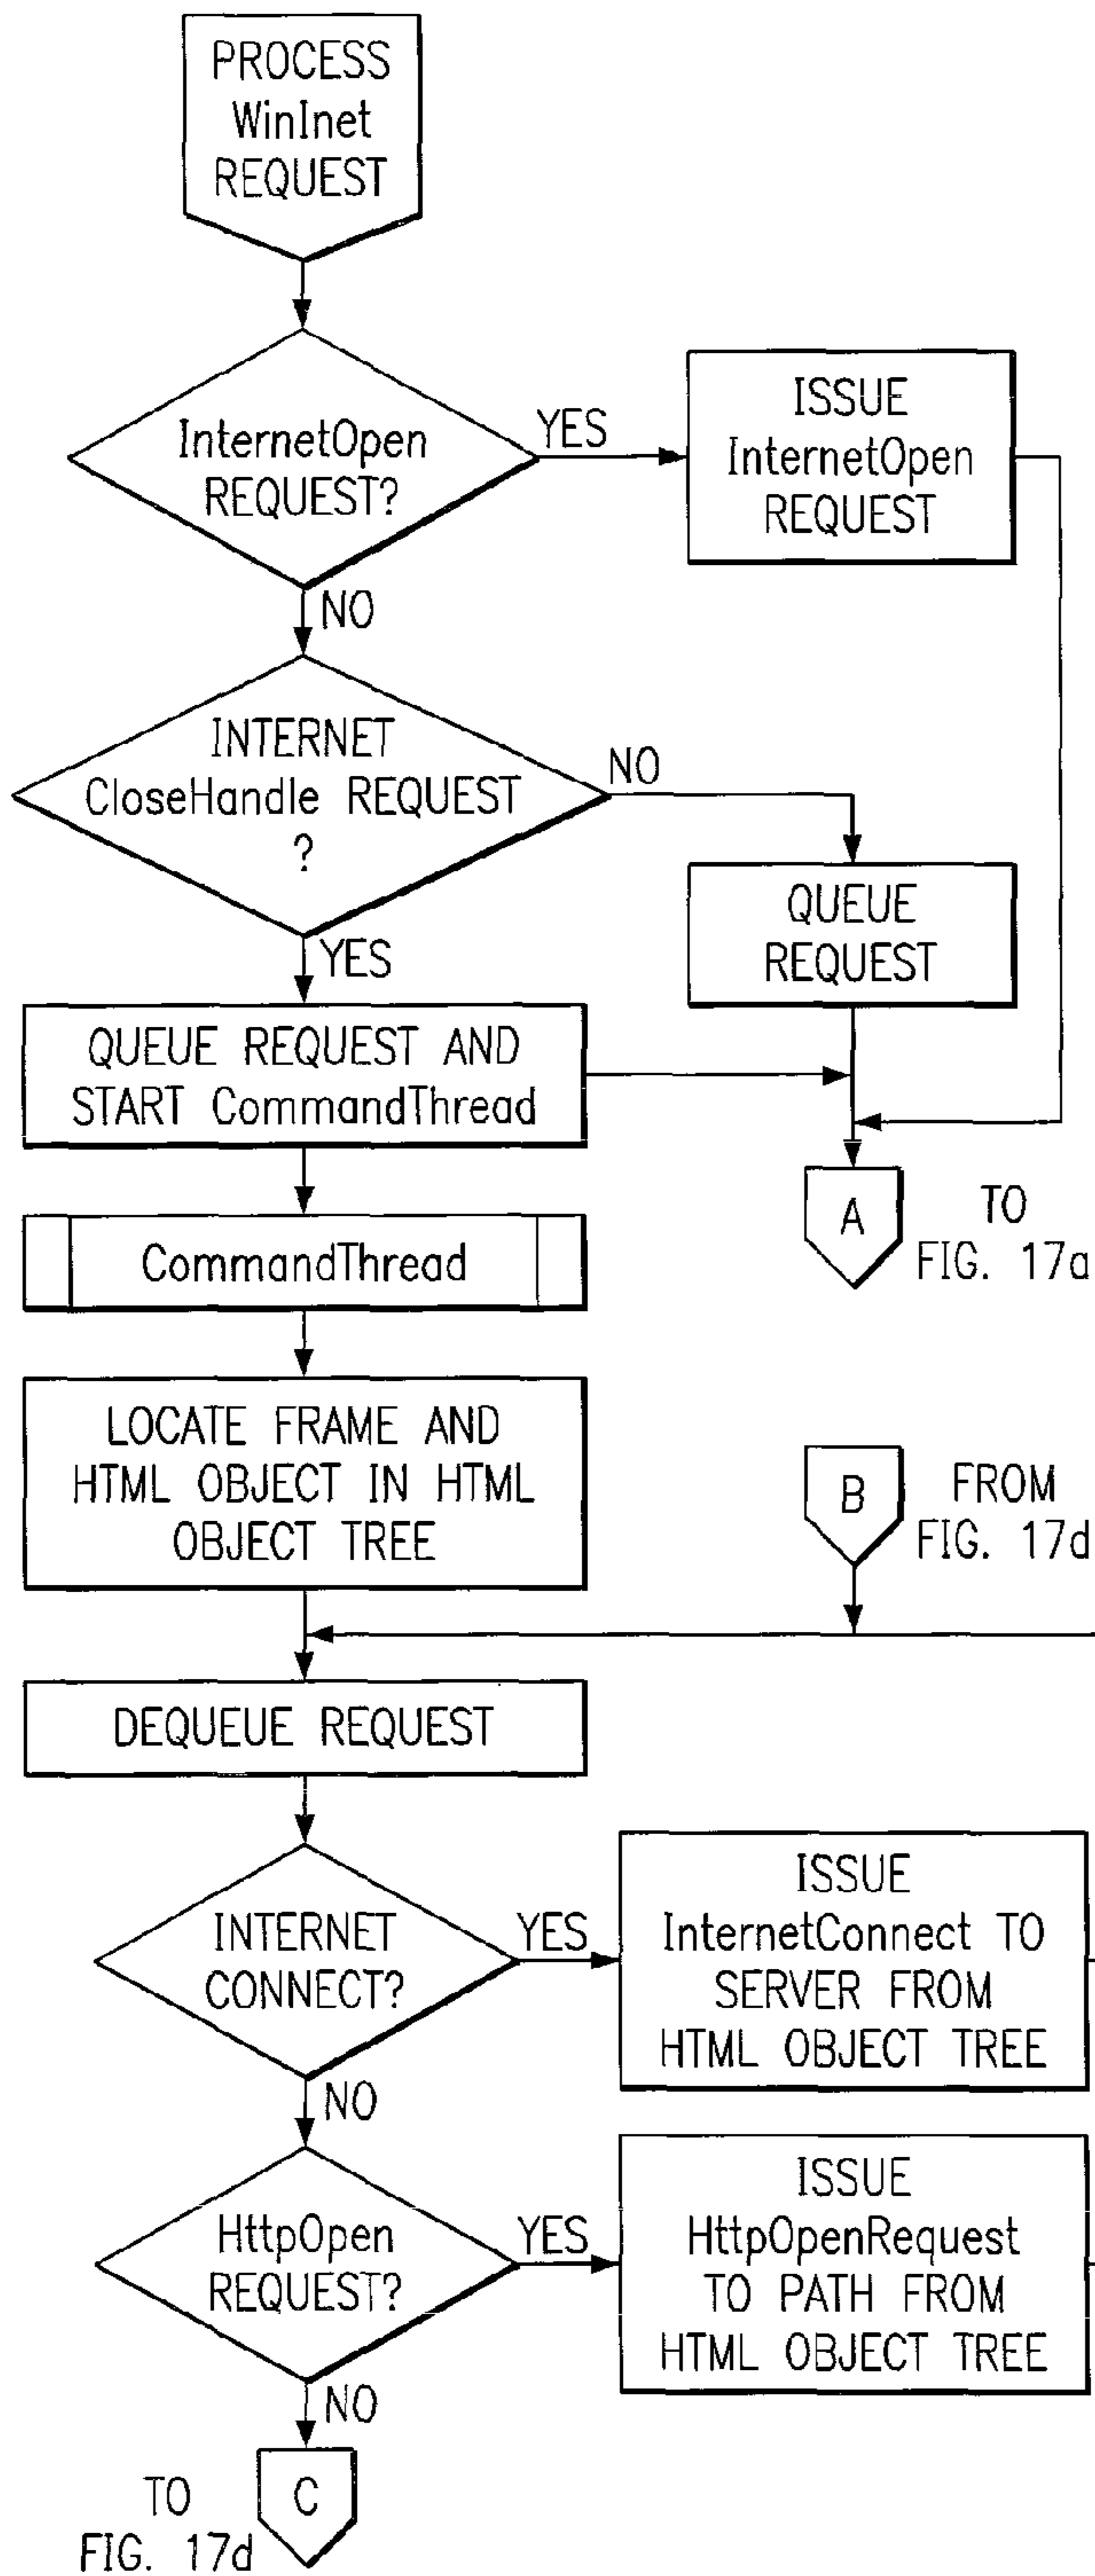 PROCESS
WinInet
REQUEST
InternetOpen
REQUEST?
YES
ISSUE
InternetOpen
REQUEST
NO
INTERNET
CloseHandle REQUEST
?
NO
QUEUE
REQUEST
YES
QUEUE REQUEST AND
START CommandThread
A
TO
FIG. 17a
CommandThread
LOCATE FRAME AND
HTML OBJECT IN HTML
OBJECT TREE
B
FROM
FIG. 17d
DEQUEUE REQUEST
INTERNET
CONNECT?
YES
ISSUE
InternetConnect TO
SERVER FROM
HTML OBJECT TREE
NO
HttpOpen
REQUEST?
YES
ISSUE
HttpOpenRequest
TO PATH FROM
HTML OBJECT TREE
NO
C
TO
FIG. 17d